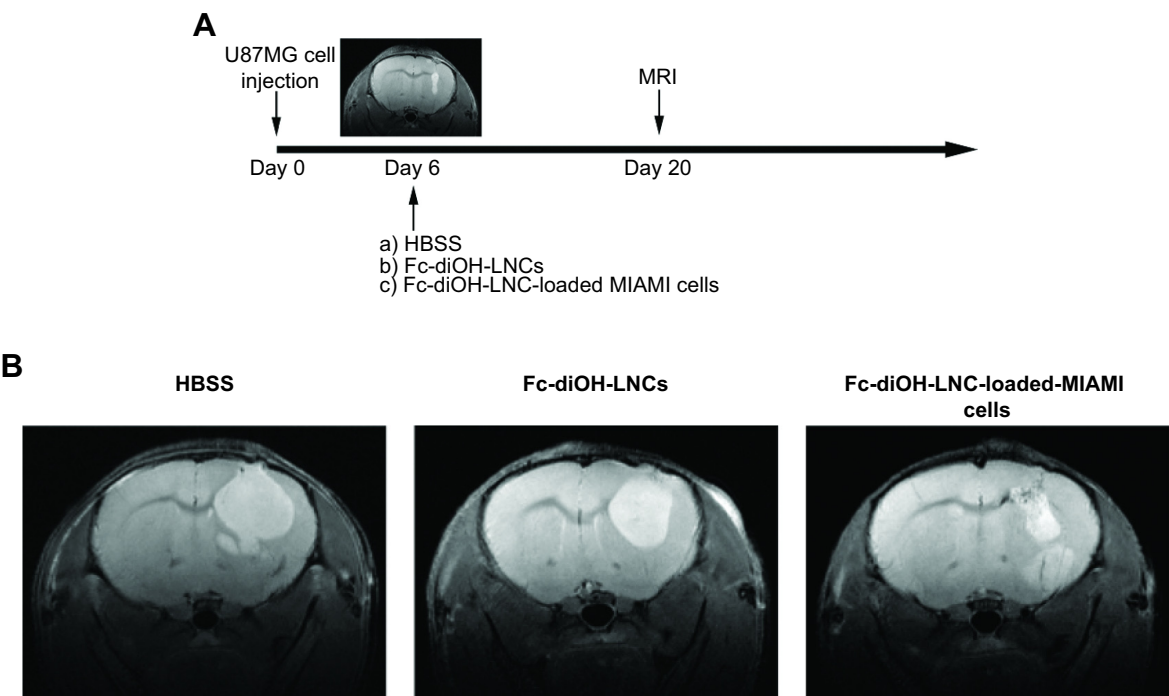 A
U87MG cell
injection
MRI
Day 0
Day 6
Day 20
a) HBSS
b) Fc-diOH-LNCs
c) Fc-diOH-LNC-loaded MIAMI cells
B
HBSS
Fc-diOH-LNCs
Fc-diOH-LNC-loaded-MIAMI
cells